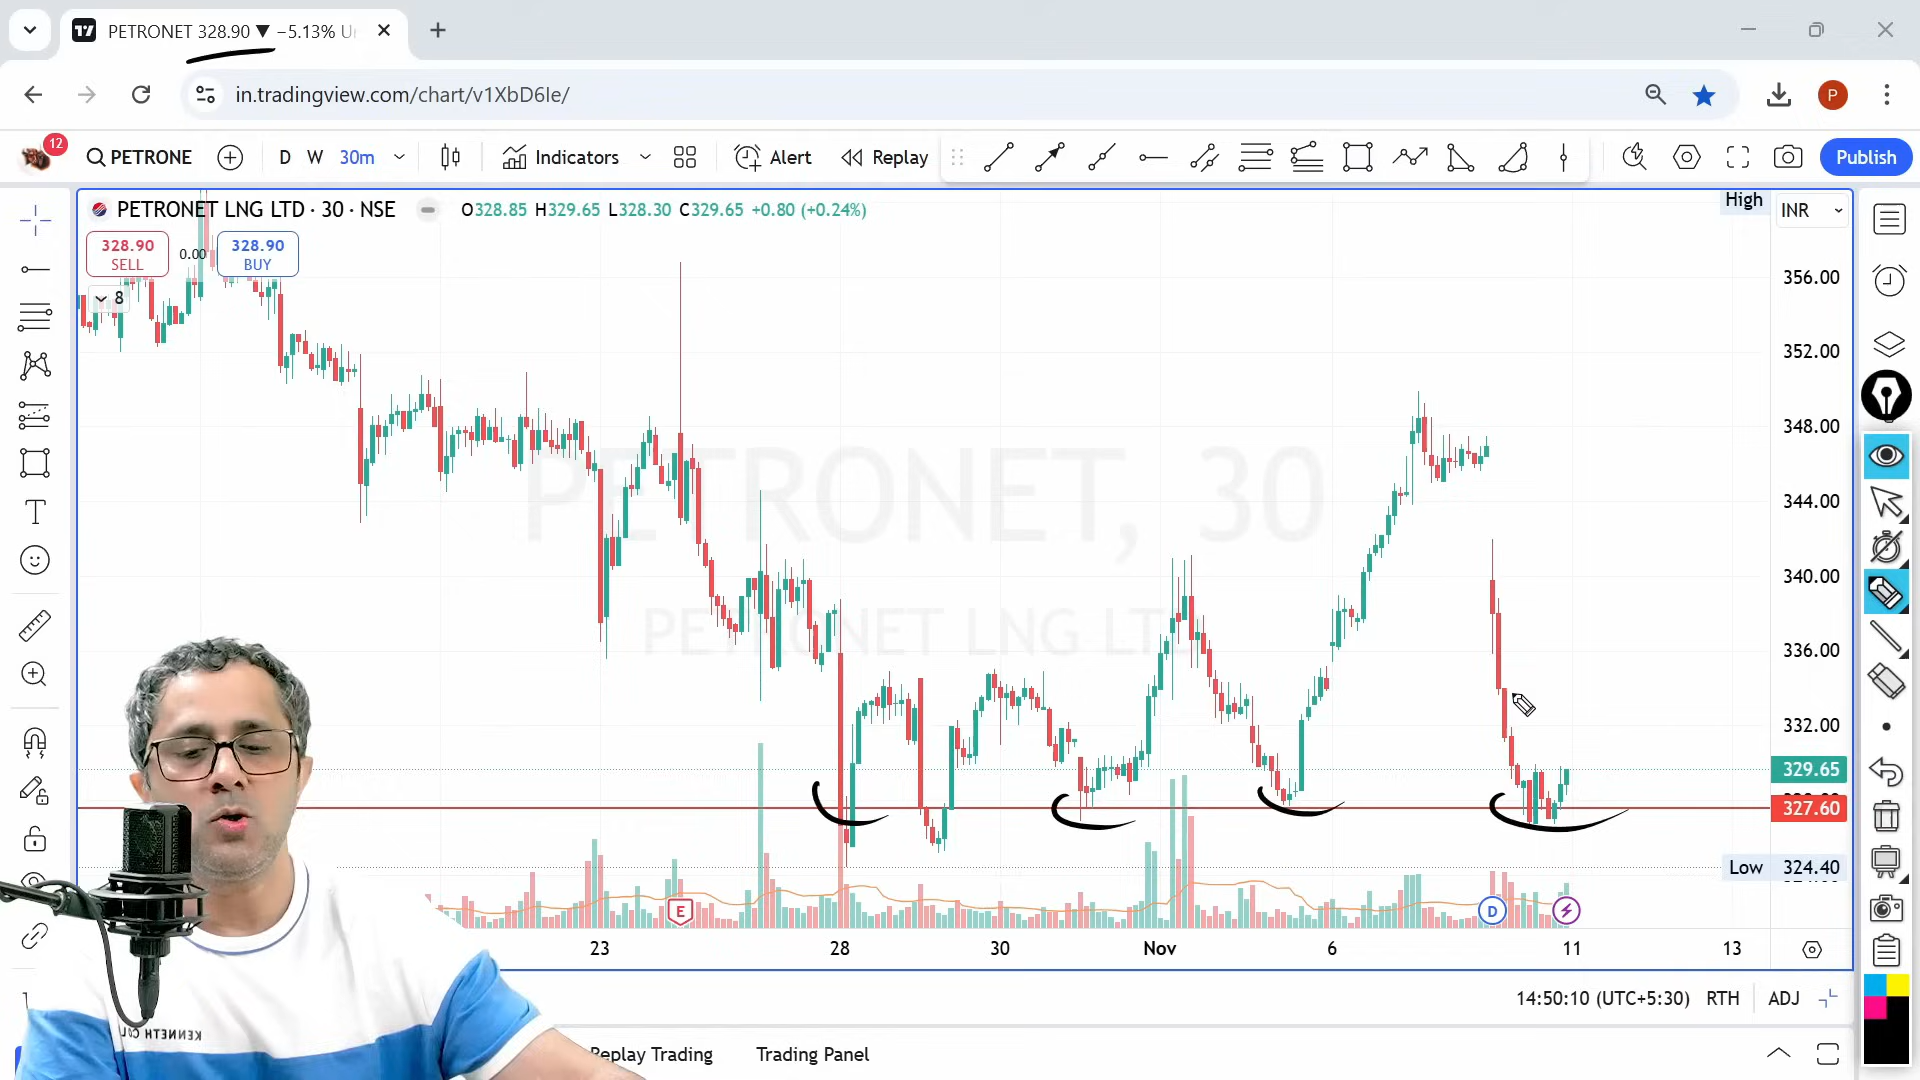 PETRONET 328.90 ▼ −5.13%
in.tradingview.com/chart/v1XbD6Ie/
12
PETRONE D W 30m Indicators Alert Replay Publish
PETRONET LNG LTD · 30 · NSE O328.85 H329.65 L328.30 C329.65 +0.80 (+0.24%)
High INR
328.90 SELL 0.00 328.90 BUY
8
356.00
352.00
348.00
344.00
340.00
336.00
332.00
329.65
327.60
Low 324.40
PETRONET, 30
PETRONET LNG LT
E D
23 28 30 Nov 6 11 13
14:50:10 (UTC+5:30) RTH ADJ
Replay Trading Trading Panel
P
KENNETH COL